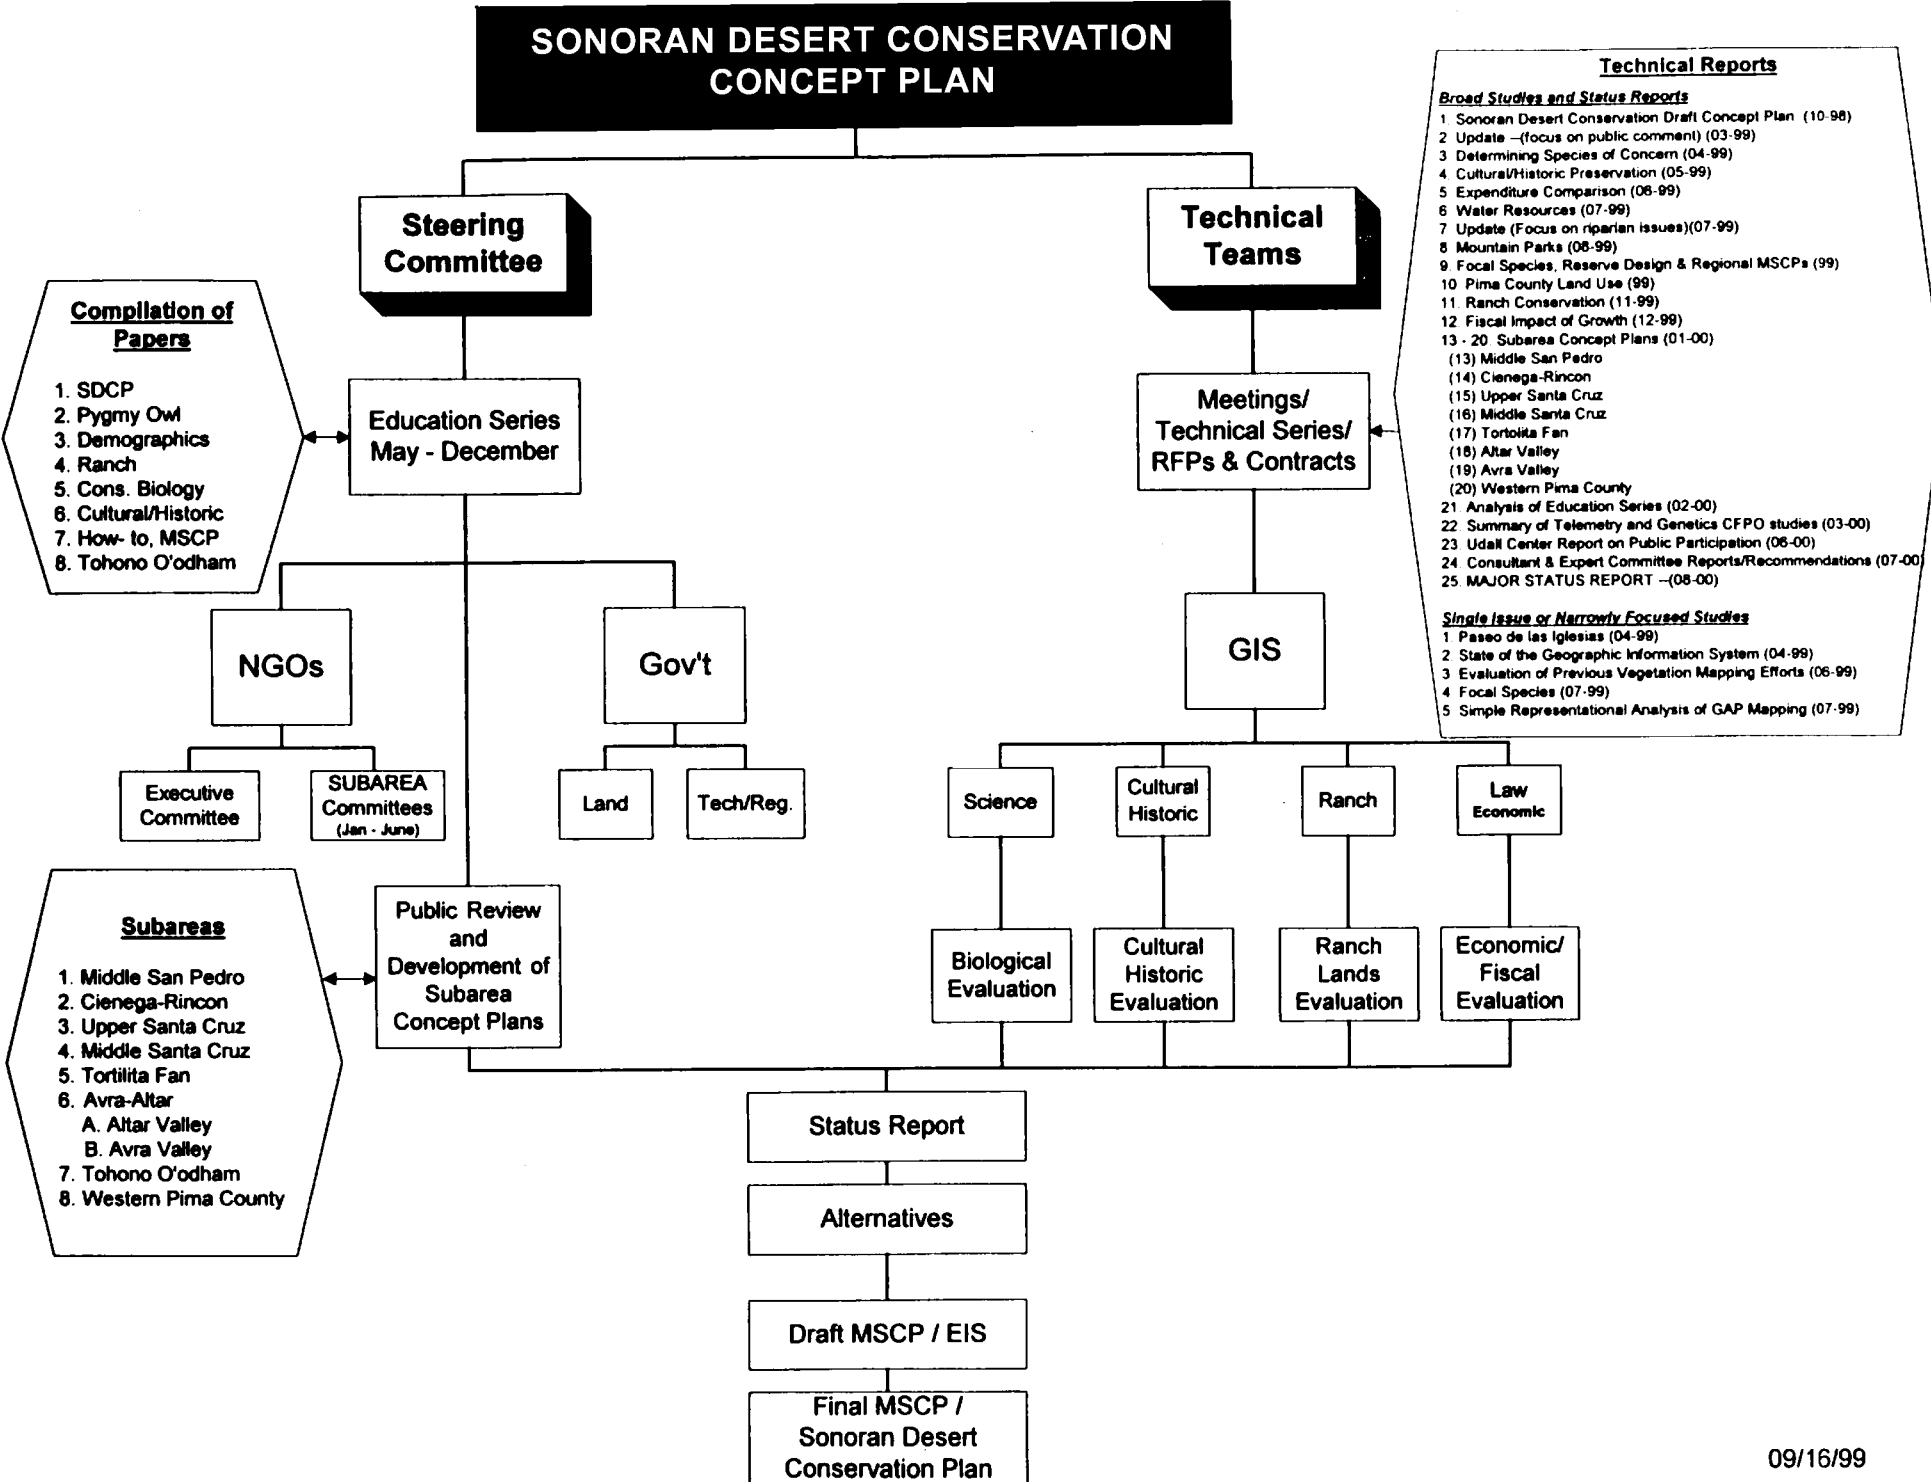 SONORAN DESERT CONSERVATION
CONCEPT PLAN
Steering
Committee
Technical
Teams
Compilation of
Papers
1. SDCP
2. Pygmy Owl
3. Demographics
4. Ranch
5. Cons. Biology
6. Cultural/Historic
7. How- to, MSCP
8. Tohono O'odham
Education Series
May - December
Meetings/
Technical Series/
RFPs & Contracts
Technical Reports
Broad Studies and Status Reports
1. Sonoran Desert Conservation Draft Concept Plan (10-98)
2 Update --(focus on public comment) (03-99)
3 Determining Species of Concern (04-99)
4. Cultural/Historic Preservation (05-99)
5 Expenditure Comparison (06-99)
6 Water Resources (07-99)
7 Update (Focus on riparian issues)(07-99)
8 Mountain Parks (08-99)
9. Focal Species, Reserve Design & Regional MSCPs (99)
10 Pima County Land Use (99)
11. Ranch Conservation (11-99)
12. Fiscal Impact of Growth (12-99)
13 - 20. Subarea Concept Plans (01-00)
(13) Middle San Pedro
(14) Cienega-Rincon
(15) Upper Santa Cruz
(16) Middle Santa Cruz
(17) Tortolita Fan
(18) Altar Valley
(19) Avra Valley
(20) Western Pima County
21. Analysis of Education Series (02-00)
22. Summary of Telemetry and Genetics CFPO studies (03-00)
23. Udall Center Report on Public Participation (06-00)
24. Consultant & Expert Committee Reports/Recommendations (07-00)
25. MAJOR STATUS REPORT --(08-00)
Single Issue or Narrowly Focused Studies
1. Paseo de las Iglesias (04-99)
2. State of the Geographic Information System (04-99)
3 Evaluation of Previous Vegetation Mapping Efforts (06-99)
4 Focal Species (07-99)
5 Simple Representational Analysis of GAP Mapping (07-99)
NGOs
Gov't
GIS
Executive
Committee
SUBAREA
Committees
(Jan - June)
Land
Tech/Reg.
Science
Cultural
Historic
Ranch
Law
Economic
Subareas
1. Middle San Pedro
2. Cienega-Rincon
3. Upper Santa Cruz
4. Middle Santa Cruz
5. Tortilita Fan
6. Avra-Altar
A. Altar Valley
B. Avra Valley
7. Tohono O'odham
8. Western Pima County
Public Review
and
Development of
Subarea
Concept Plans
Biological
Evaluation
Cultural
Historic
Evaluation
Ranch
Lands
Evaluation
Economic/
Fiscal
Evaluation
Status Report
Alternatives
Draft MSCP / EIS
Final MSCP /
Sonoran Desert
Conservation Plan
09/16/99